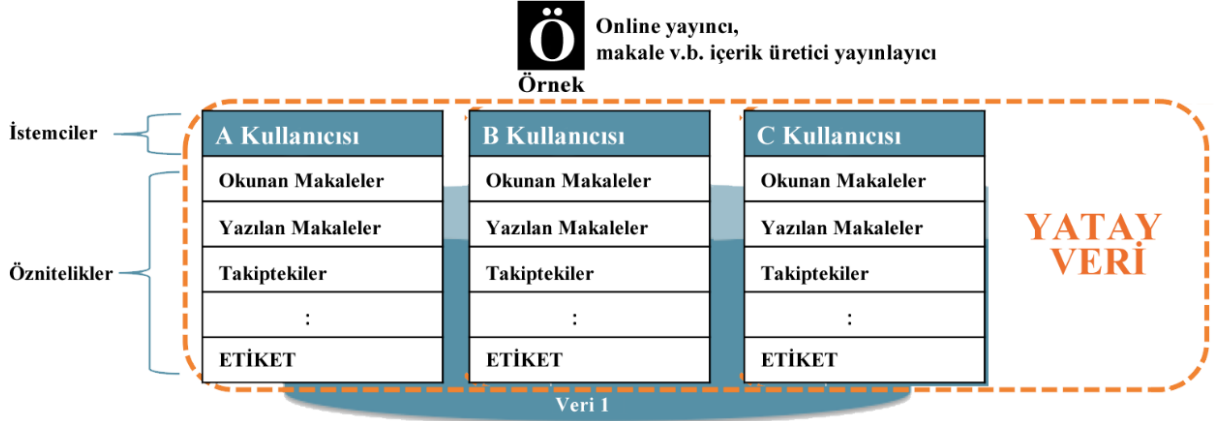 Ö
Online yayıncı,
makale v.b. içerik üretici yayınlayıcı
Örnek
İstemciler
A Kullanıcısı
B Kullanıcısı
C Kullanıcısı
Öznitelikler
Okunan Makaleler
Okunan Makaleler
Okunan Makaleler
Yazılan Makaleler
Yazılan Makaleler
Yazılan Makaleler
Takiptekiler
Takiptekiler
Takiptekiler
:
:
:
ETİKET
ETİKET
ETİKET
YATAY
VERİ
Veri 1